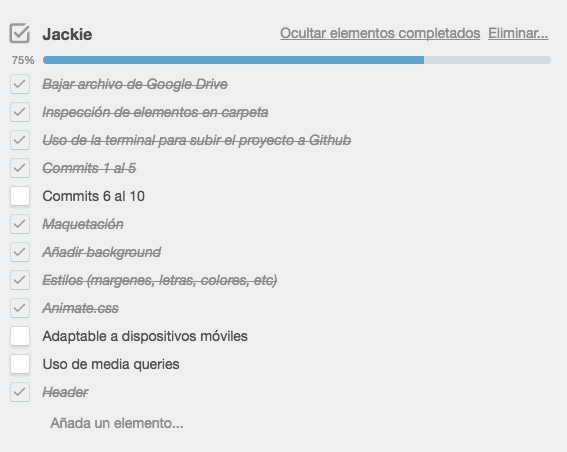 Jackie
Ocultar elementos completados Eliminar...
75%
Bajar archivo de Google Drive
Inspección de elementos en carpeta
Uso de la terminal para subir el proyecto a Github
Commits 1 al 5
Commits 6 al 10
Maquetación
Añadir background
Estilos (margenes, letras, colores, etc)
Animate.css
Adaptable a dispositivos móviles
Uso de media queries
Header
Añada un elemento...